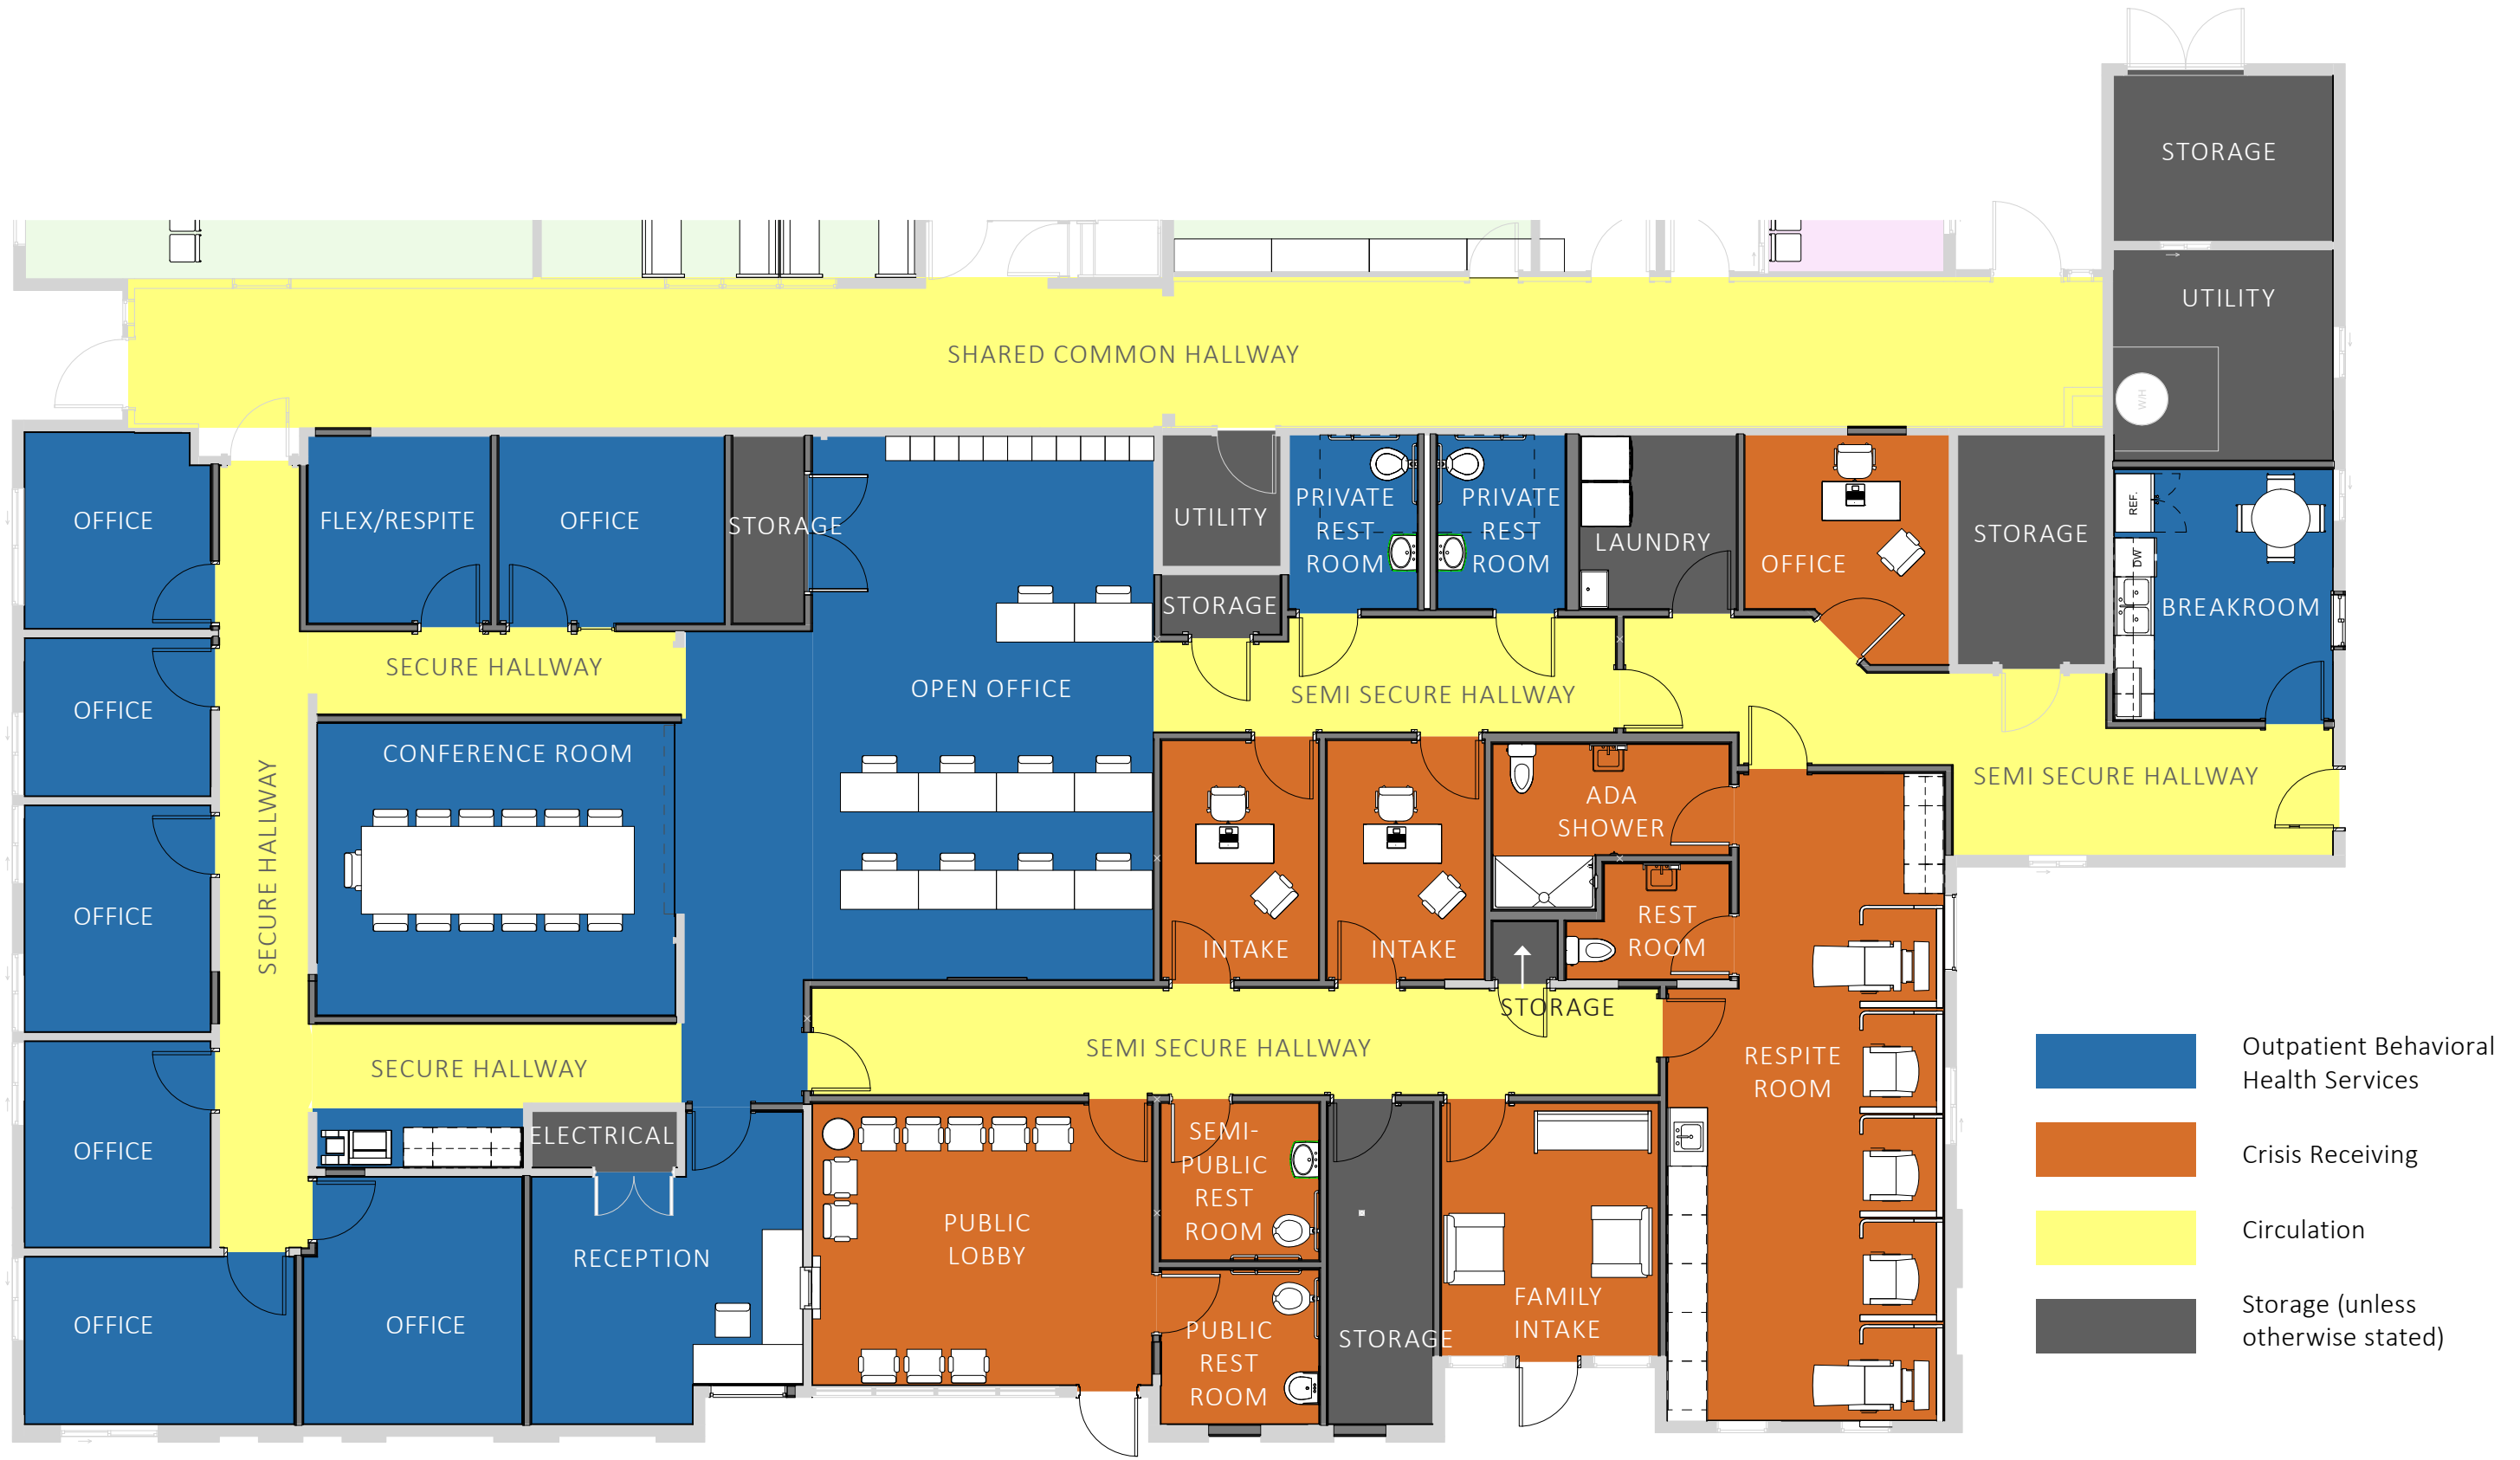 STORAGE
UTILITY
W/H
SHARED COMMON HALLWAY
OFFICE
FLEX/RESPITE
OFFICE
STORAGE
UTILITY
PRIVATE
REST
ROOM
PRIVATE
REST
ROOM
LAUNDRY
OFFICE
STORAGE
REF.
DW
BREAKROOM
STORAGE
SECURE HALLWAY
OPEN OFFICE
SEMI SECURE HALLWAY
OFFICE
CONFERENCE ROOM
SEMI SECURE HALLWAY
ADA
SHOWER
SECURE HALLWAY
OFFICE
INTAKE
INTAKE
REST
ROOM
STORAGE
SECURE HALLWAY
SEMI SECURE HALLWAY
RESPITE
ROOM
OFFICE
ELECTRICAL
SEMI-
PUBLIC
REST
ROOM
PUBLIC
LOBBY
RECEPTION
OFFICE
OFFICE
PUBLIC
REST
ROOM
STORAGE
FAMILY
INTAKE
Outpatient Behavioral
Health Services
Crisis Receiving
Circulation
Storage (unless
otherwise stated)